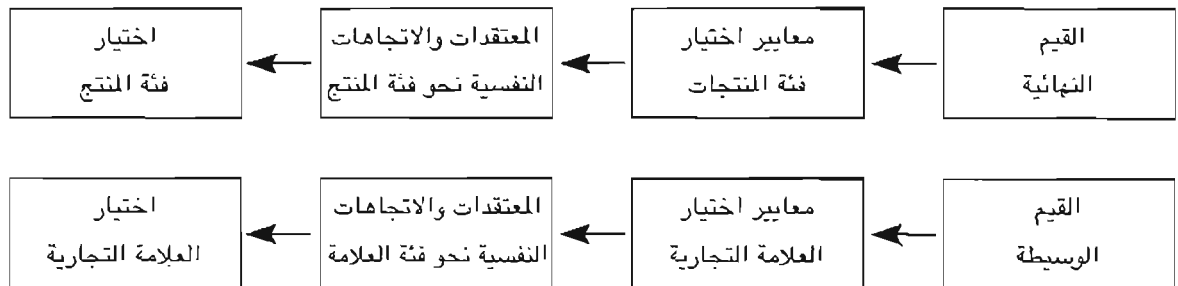 القيم
النهائية
معايير اختيار
فئة المنتجات
المعتقدات والاتجاهات
النفسية نحو فئة المنتج
اختيار
فئة المنتج
القيم
الوسيطة
معايير اختيار
العلامة التجارية
المعتقدات والاتجاهات
النفسية نحو فئة العلامة
اختيار
العلامة التجارية